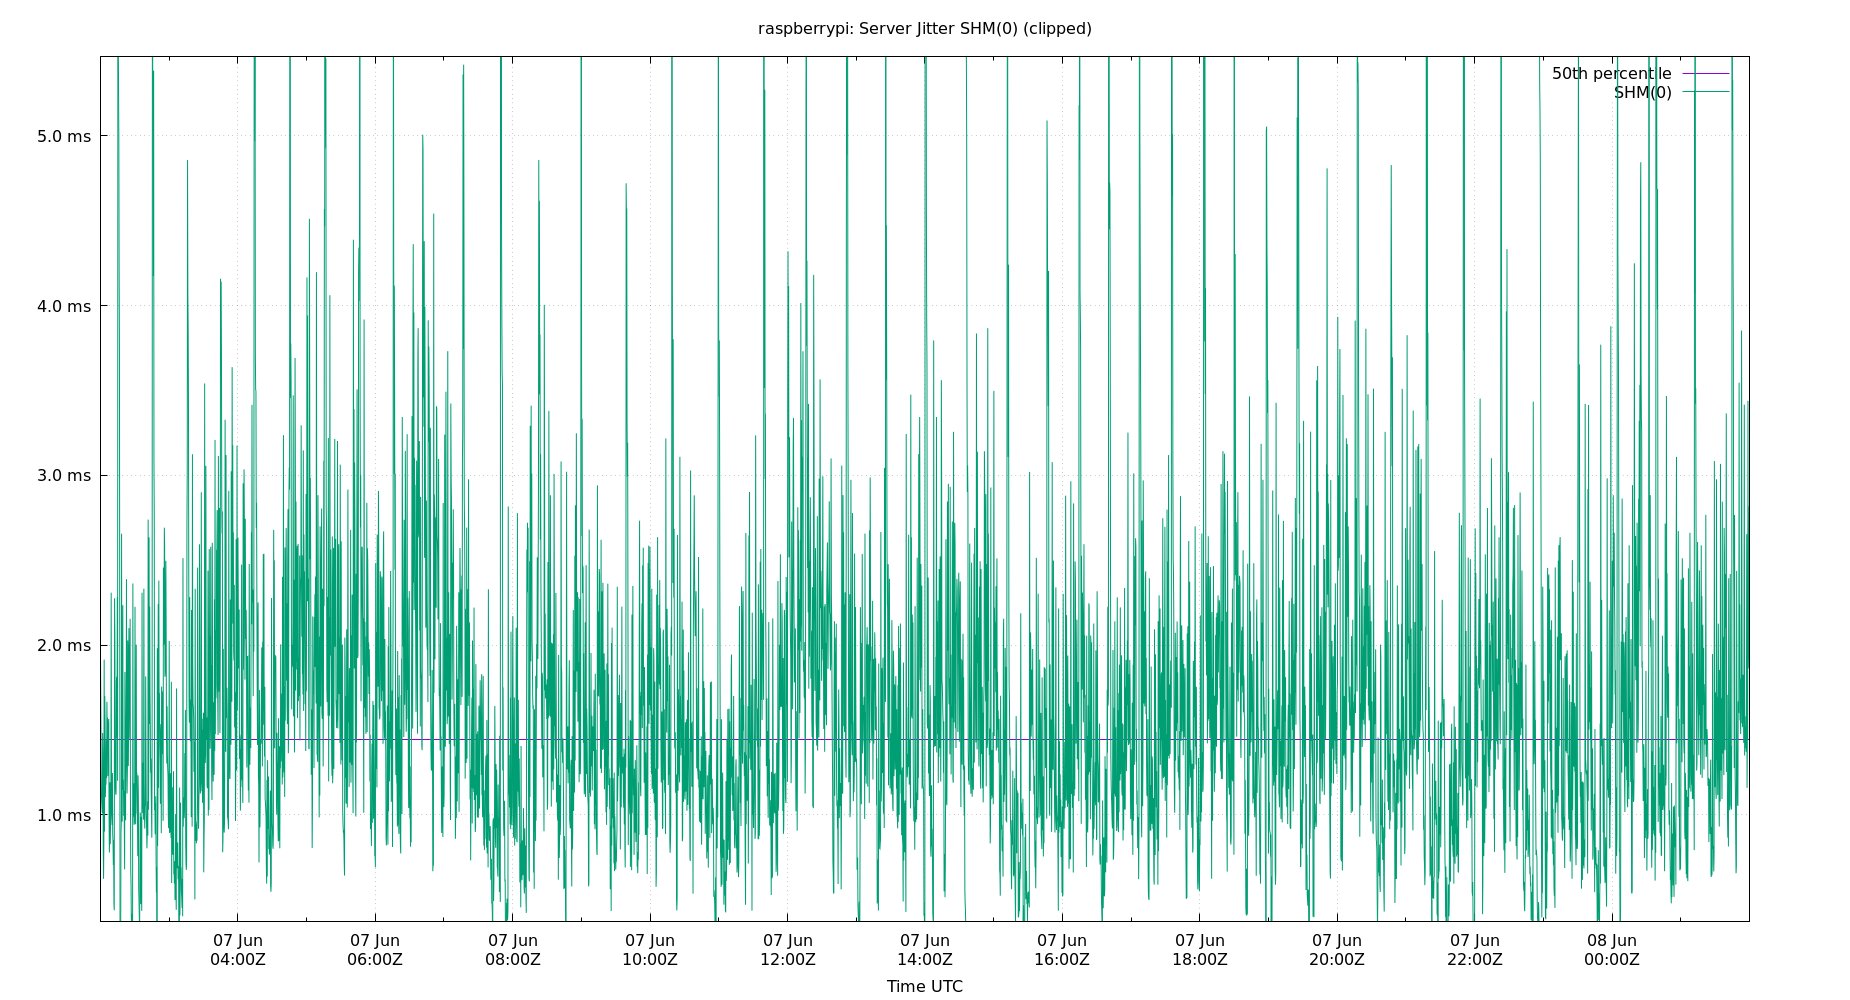 raspberrypi: Server Jitter SHM(0) (clipped)
50th percentile
SHM(0)
5.0 ms
4.0 ms
3.0 ms
2.0 ms
1.0 ms
07 Jun 07 Jun 07 Jun 07 Jun 07 Jun 07 Jun 07 Jun 07 Jun 07 Jun 07 Jun 08 Jun
04:00Z 06:00Z 08:00Z 10:00Z 12:00Z 14:00Z 16:00Z 18:00Z 20:00Z 22:00Z 00:00Z
Time UTC